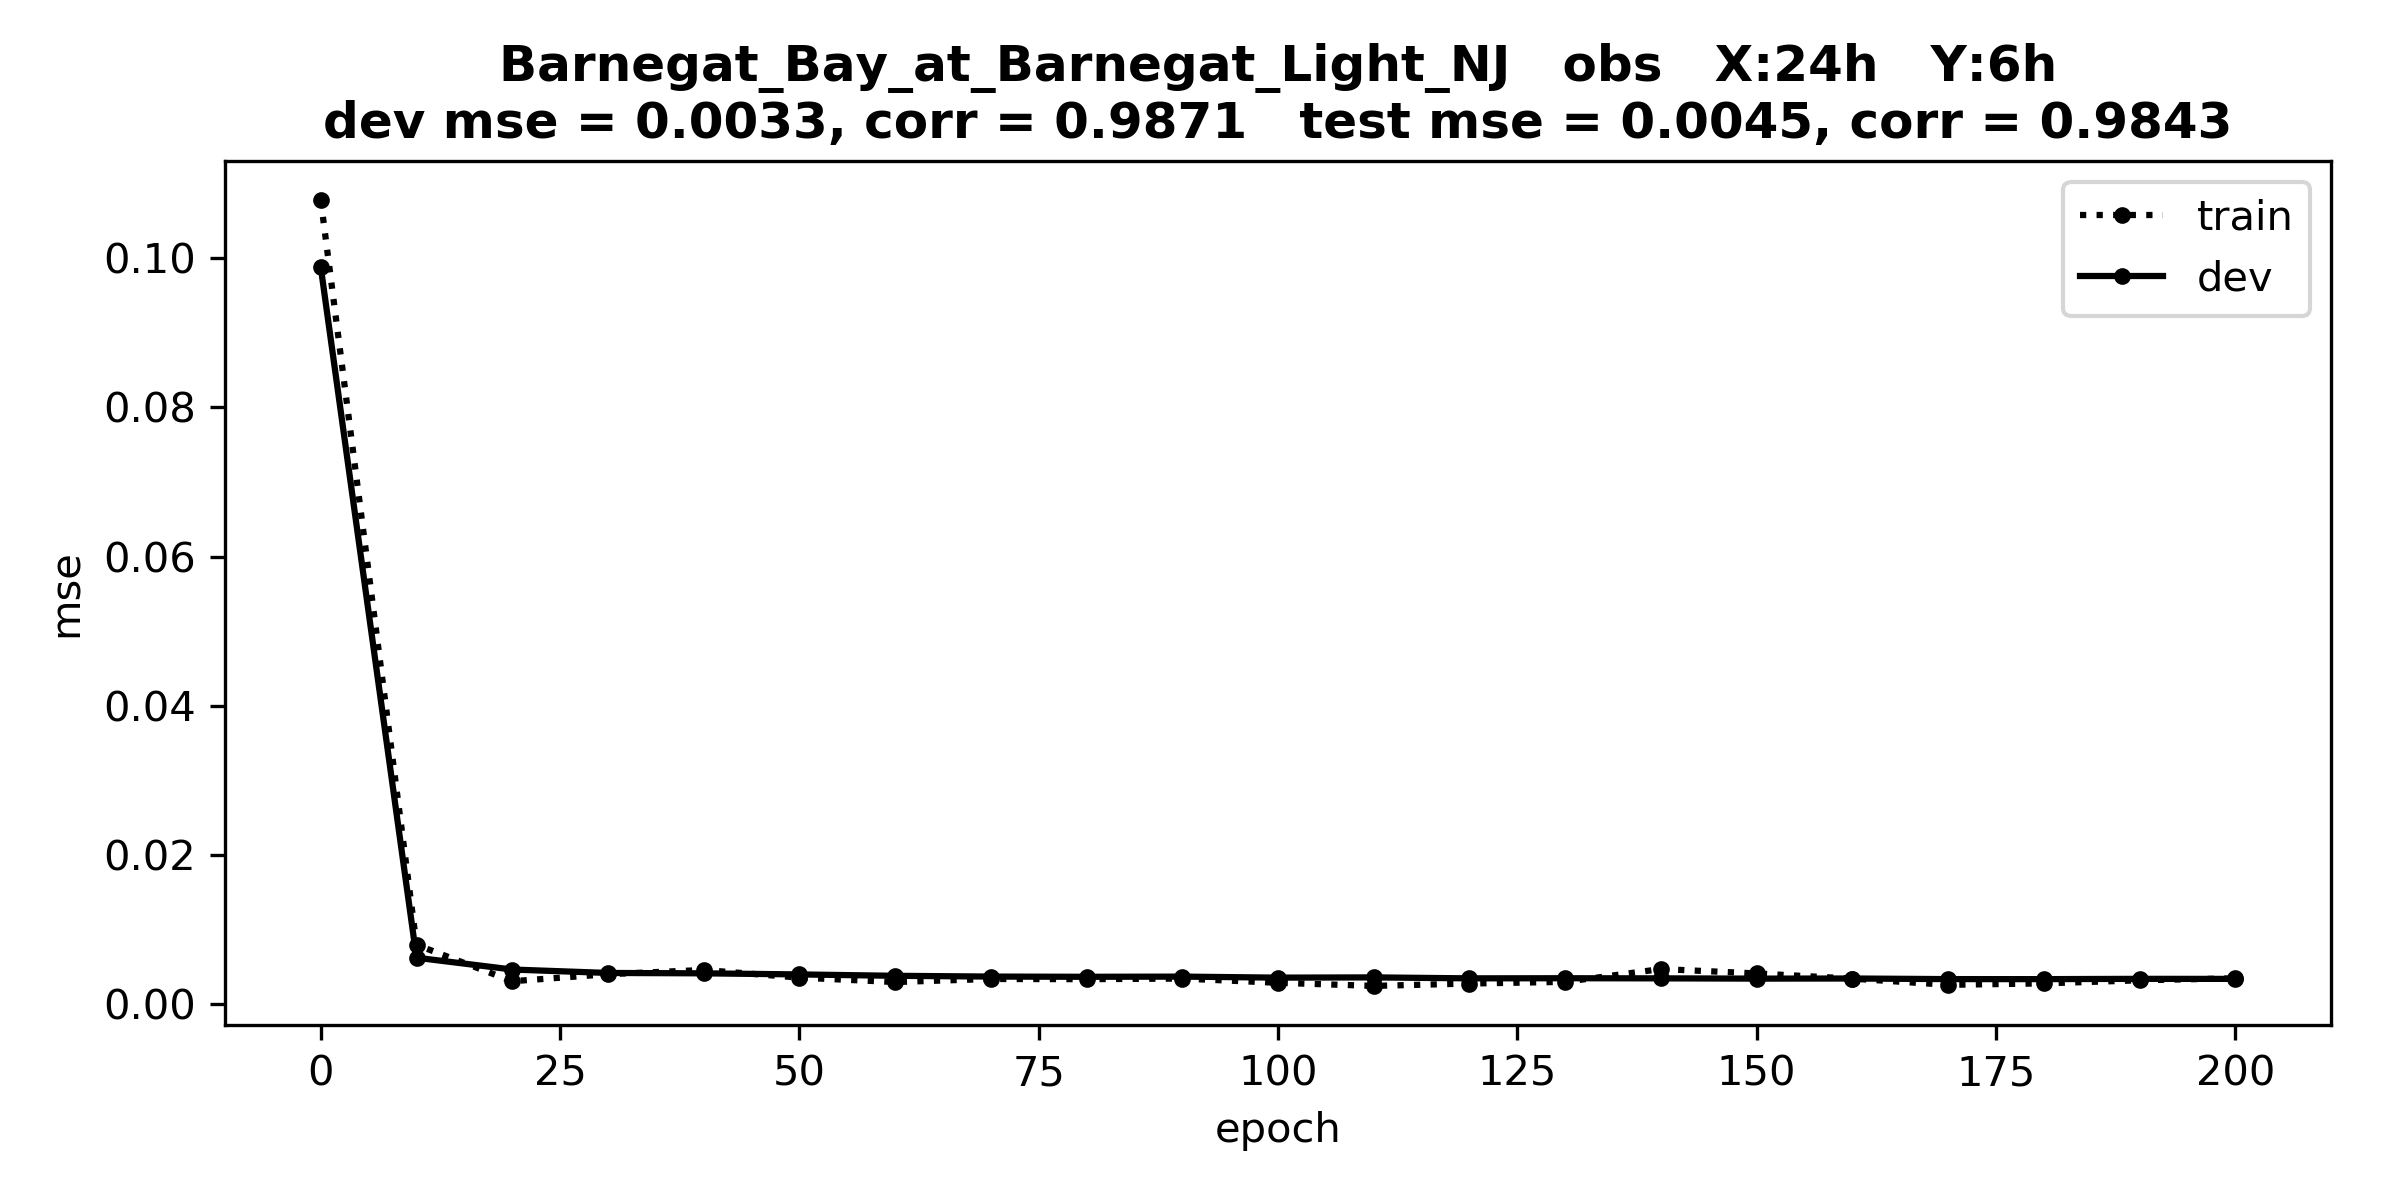 Barnegat_Bay_at_Barnegat_Light_NJ obs X:24h Y:6h
dev mse = 0.0033, corr = 0.9871 test mse = 0.0045, corr = 0.9843
train
dev
0.10
0.08
0.06
0.04
0.02
0.00
mse
0 25 50 75 100 125 150 175 200
epoch